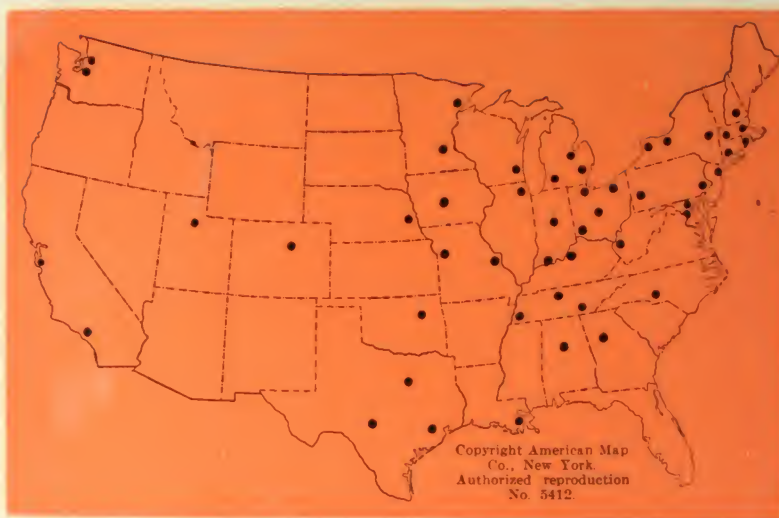 Copyright American Map
Co., New York.
Authorized reproduction
No. 5412